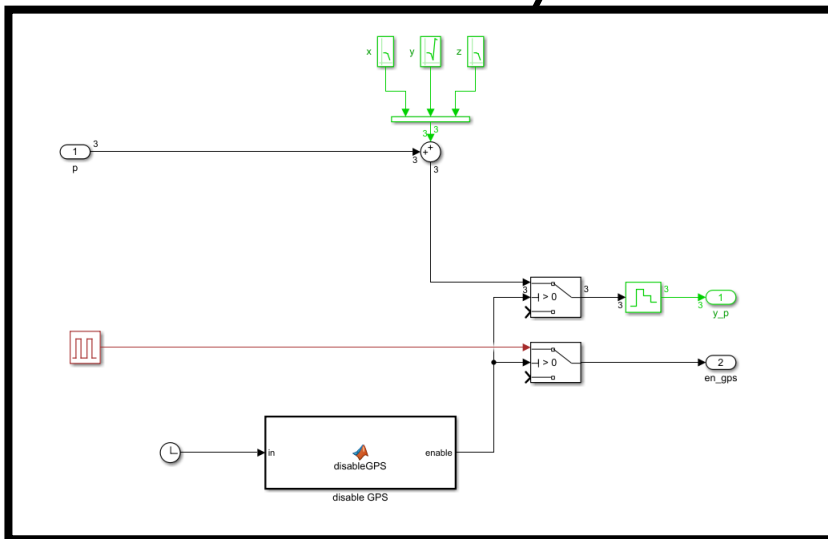 x y z
3 3
1 3 3 + + 3
p
3
3 > 0 3 3 3 1
y_p
> 0 2
en_gps
in disableGPS enable
disable GPS